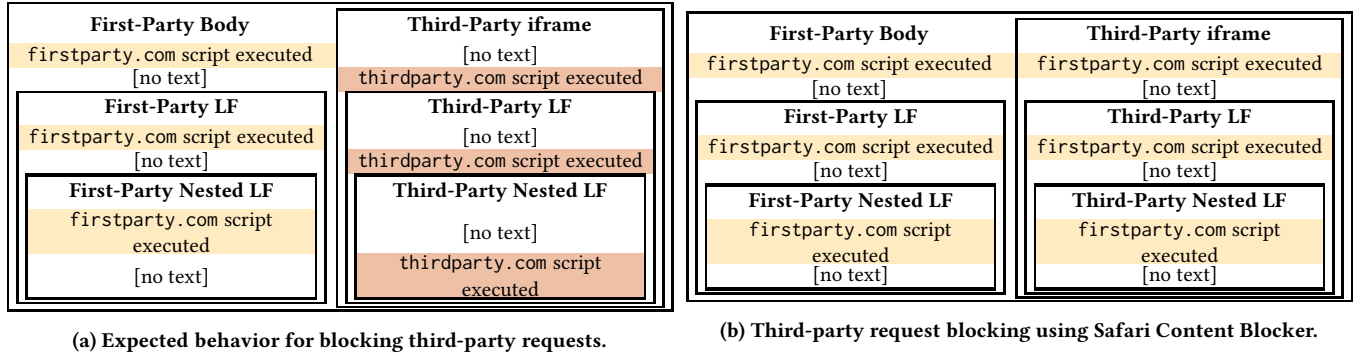 First-Party Body
firstparty.com script executed
[no text]
First-Party LF
firstparty.com script executed
[no text]
First-Party Nested LF
firstparty.com script
executed
[no text]
Third-Party iframe
[no text]
thirdparty.com script executed
Third-Party LF
[no text]
thirdparty.com script executed
Third-Party Nested LF
[no text]
thirdparty.com script
executed
(a) Expected behavior for blocking third-party requests.
First-Party Body
firstparty.com script executed
[no text]
First-Party LF
firstparty.com script executed
[no text]
First-Party Nested LF
firstparty.com script
executed
[no text]
Third-Party iframe
firstparty.com script executed
[no text]
Third-Party LF
firstparty.com script executed
[no text]
Third-Party Nested LF
firstparty.com script
executed
[no text]
(b) Third-party request blocking using Safari Content Blocker.